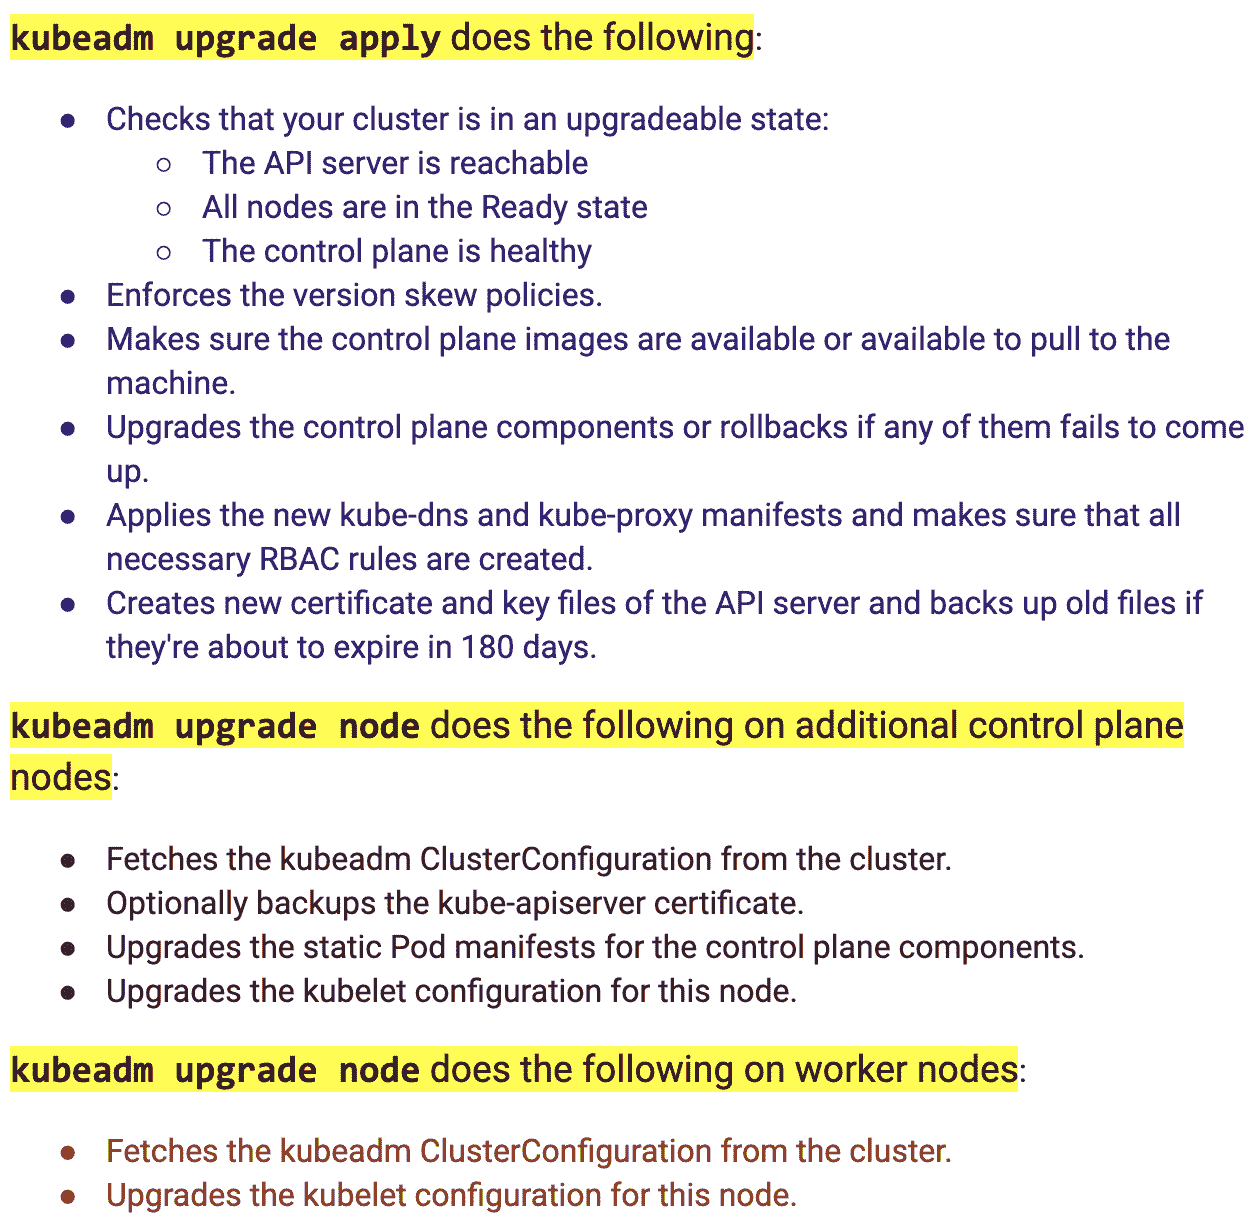 kubeadm upgrade apply does the following:
● Checks that your cluster is in an upgradeable state:
○ The API server is reachable
○ All nodes are in the Ready state
○ The control plane is healthy
● Enforces the version skew policies.
● Makes sure the control plane images are available or available to pull to the
machine.
● Upgrades the control plane components or rollbacks if any of them fails to come
up.
● Applies the new kube-dns and kube-proxy manifests and makes sure that all
necessary RBAC rules are created.
● Creates new certificate and key files of the API server and backs up old files if
they're about to expire in 180 days.
kubeadm upgrade node does the following on additional control plane
nodes:
● Fetches the kubeadm ClusterConfiguration from the cluster.
● Optionally backups the kube-apiserver certificate.
● Upgrades the static Pod manifests for the control plane components.
● Upgrades the kubelet configuration for this node.
kubeadm upgrade node does the following on worker nodes:
● Fetches the kubeadm ClusterConfiguration from the cluster.
● Upgrades the kubelet configuration for this node.